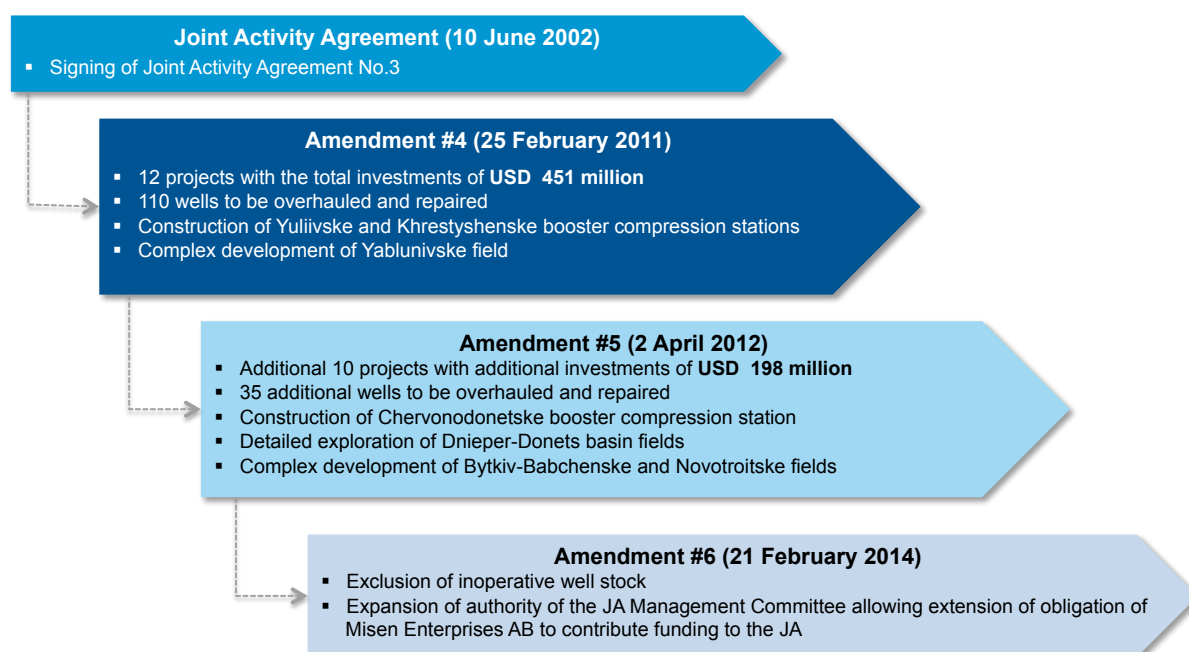 Joint Activity Agreement (10 June 2002)
▪ Signing of Joint Activity Agreement No.3
Amendment #4 (25 February 2011)
▪ 12 projects with the total investments of USD 451 million
▪ 110 wells to be overhauled and repaired
▪ Construction of Yuliivske and Khrestyshenske booster compression stations
▪ Complex development of Yablunivske field
Amendment #5 (2 April 2012)
▪ Additional 10 projects with additional investments of USD 198 million
▪ 35 additional wells to be overhauled and repaired
▪ Construction of Chervonodonetske booster compression station
▪ Detailed exploration of Dnieper-Donets basin fields
▪ Complex development of Bytkiv-Babchenske and Novotroitske fields
Amendment #6 (21 February 2014)
▪ Exclusion of inoperative well stock
▪ Expansion of authority of the JA Management Committee allowing extension of obligation of
Misen Enterprises AB to contribute funding to the JA